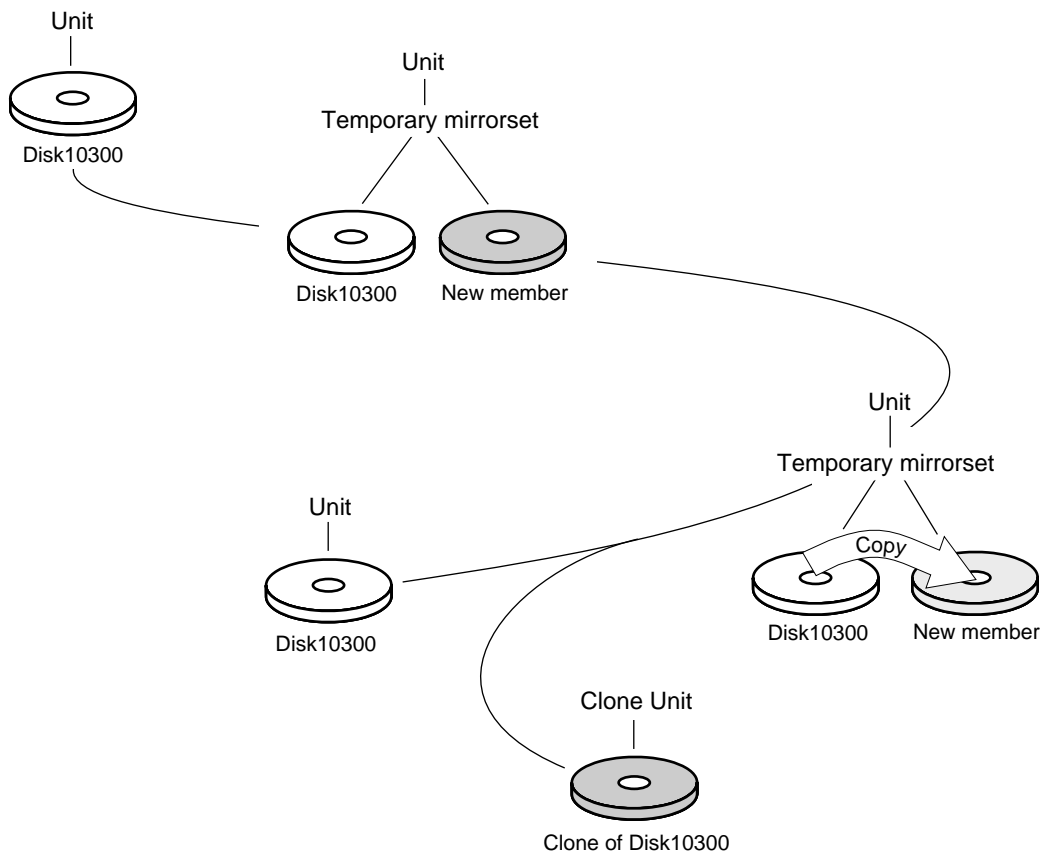 Unit
Disk10300
Unit
Temporary mirrorset
Disk10300
New member
Unit
Temporary mirrorset
Copy
Disk10300
New member
Unit
Disk10300
Clone Unit
Clone of Disk10300